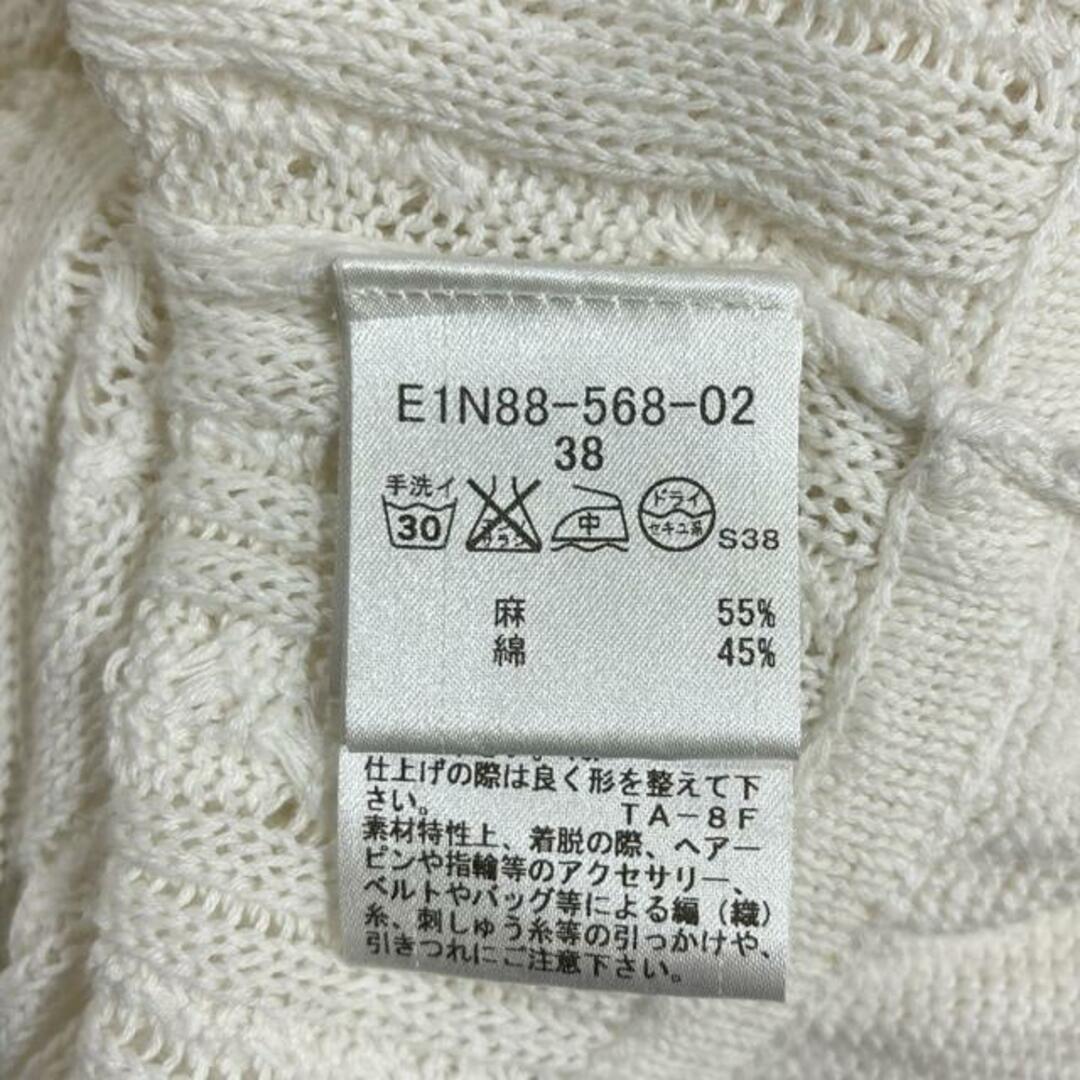 E1N88-568-02
38
手洗イ
30
中
ドライ
セキユ系
S38
麻 55%
綿 45%
仕上げの際は良く形を整えて下
さい。 TA-8F
素材特性上、着脱の際、ヘアー
ピンや指輪等のアクセサリー、
ベルトやバッグ等による編（織）
糸、刺しゅう糸等の引っかけや、
引きつれにご注意下さい。